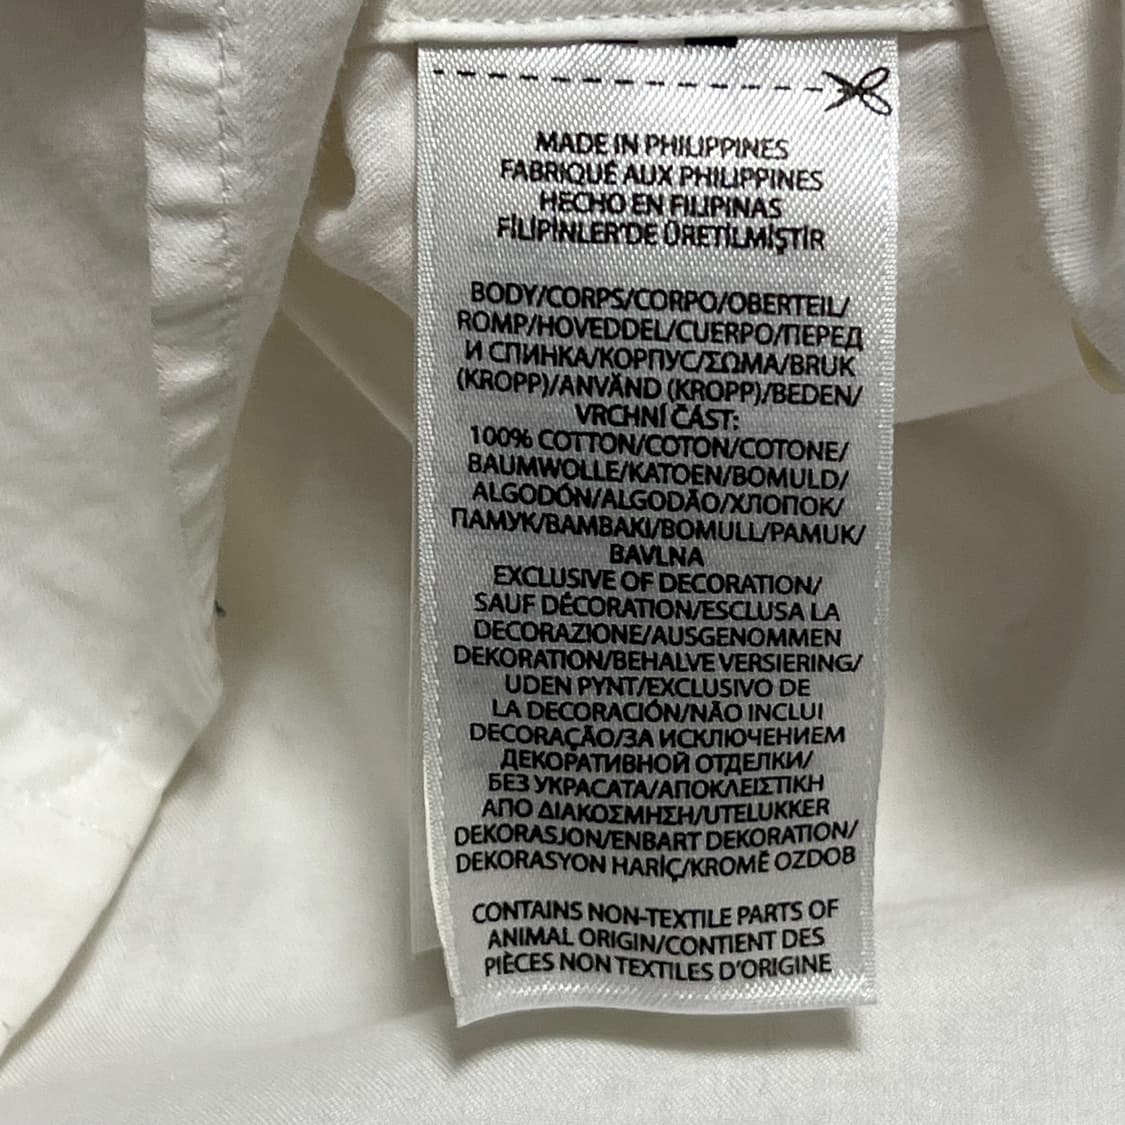 MADE IN PHILIPPINES
FABRIQUÉ AUX PHILIPPINES
HECHO EN FILIPINAS
FİLİPİNLER'DE ÜRETİLMİŞTİR
BODY/CORPS/CORPO/OBERTEIL/
ROMP/HOVEDDEL/CUERPO/ПЕРЕД
И СПИНКА/КОРПУС/ΣΩΜΑ/BRUK
(KROPP)/ANVÄND (KROPP)/BEDEN/
VRCHNÍ ČÁST:
100% COTTON/COTON/COTONE/
BAUMWOLLE/KATOEN/BOMULD/
ALGODÓN/ALGODÃO/ХЛОПОК/
ПАМУК/BAMBAKI/BOMULL/PAMUK/
BAVLNA
EXCLUSIVE OF DECORATION/
SAUF DÉCORATION/ESCLUSA LA
DECORAZIONE/AUSGENOMMEN
DEKORATION/BEHALVE VERSIERING/
UDEN PYNT/EXCLUSIVO DE
LA DECORACIÓN/NÃO INCLUI
DECORAÇÃO/ЗА ИСКЛЮЧЕНИЕМ
ДЕКОРАТИВНОЙ ОТДЕЛКИ/
БЕЗ УКРАСАТА/ΑΠΟΚΛΕΙΣΤΙΚΗ
ΑΠΟ ΔΙΑΚΟΣΜΗΣΗ/UTELUKKER
DEKORASJON/ENBART DEKORATION/
DEKORASYON HARİÇ/KROMĚ OZDOB
CONTAINS NON-TEXTILE PARTS OF
ANIMAL ORIGIN/CONTIENT DES
PIÈCES NON TEXTILES D'ORIGINE